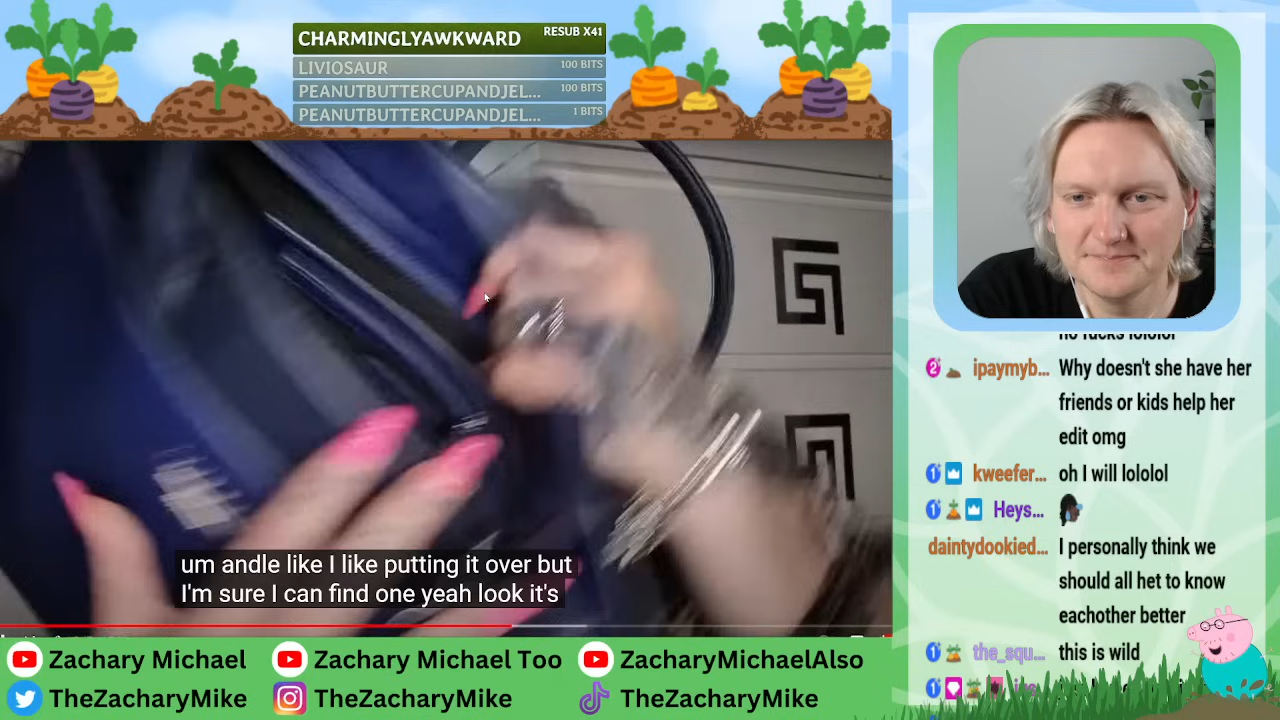 CHARMINGLYAWKWARD RESUB X41
LIVIOSAUR 100 BITS
PEANUTBUTTERCUPANDJEL... 100 BITS
PEANUTBUTTERCUPANDJEL... 1 BITS
ipaymyb... Why doesn't she have her
friends or kids help her
edit omg
kweefer... oh I will lololol
Heys...
daintydookied... I personally think we
should all het to know
eachother better
the_squ... this is wild
um andle like I like putting it over but
I'm sure I can find one yeah look it's
Zachary Michael
Zachary Michael Too
ZacharyMichaelAlso
TheZacharyMike
TheZacharyMike
TheZacharyMike